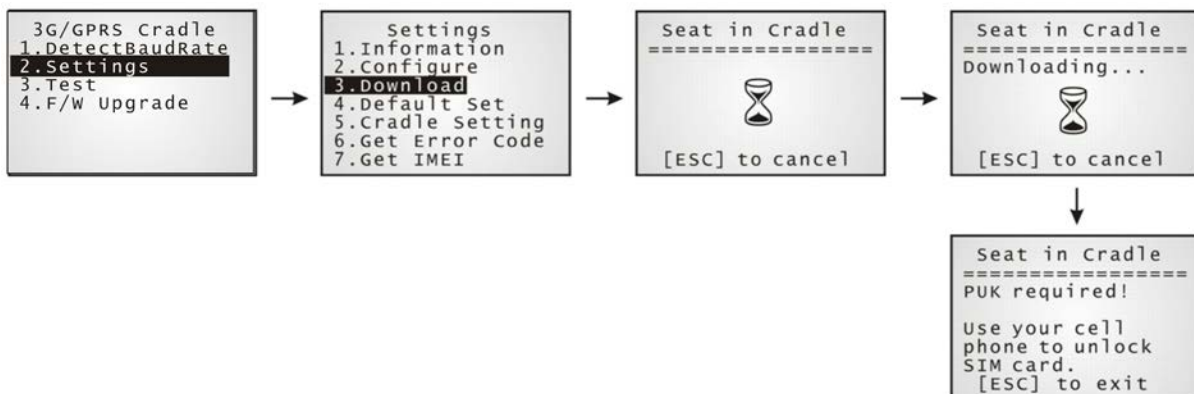 3G/GPRS Cradle
1.DetectBaudRate
2.Settings
3.Test
4.F/W Upgrade
Settings
1.Information
2.Configure
3.Download
4.Default Set
5.Cradle Setting
6.Get Error Code
7.Get IMEI
Seat in Cradle
=================
[ESC] to cancel
Seat in Cradle
=================
Downloading...
[ESC] to cancel
Seat in Cradle
=================
PUK required!
Use your cell
phone to unlock
SIM card.
[ESC] to exit